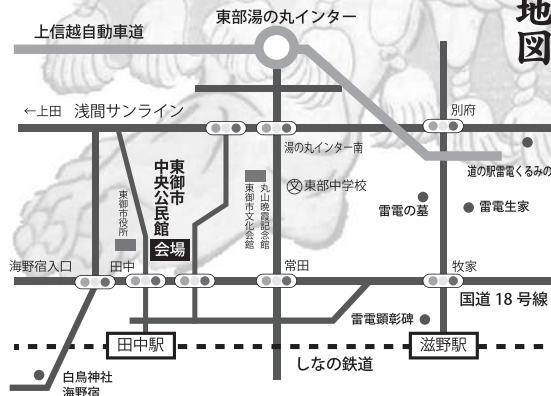 地図
東部湯の丸インター
上信越自動車道
←上田 浅間サンライン
別府
湯の丸インター南
道の駅雷電くるみの
東御市
中央公民館
会場
東御市役所
丸山晩霞記念館
東御市文化会館
文東部中学校
雷電の墓
雷電生家
海野宿入口
田中
常田
牧家
国道 18 号線
雷電顕彰碑
田中駅
滋野駅
しなの鉄道
白鳥神社
海野宿